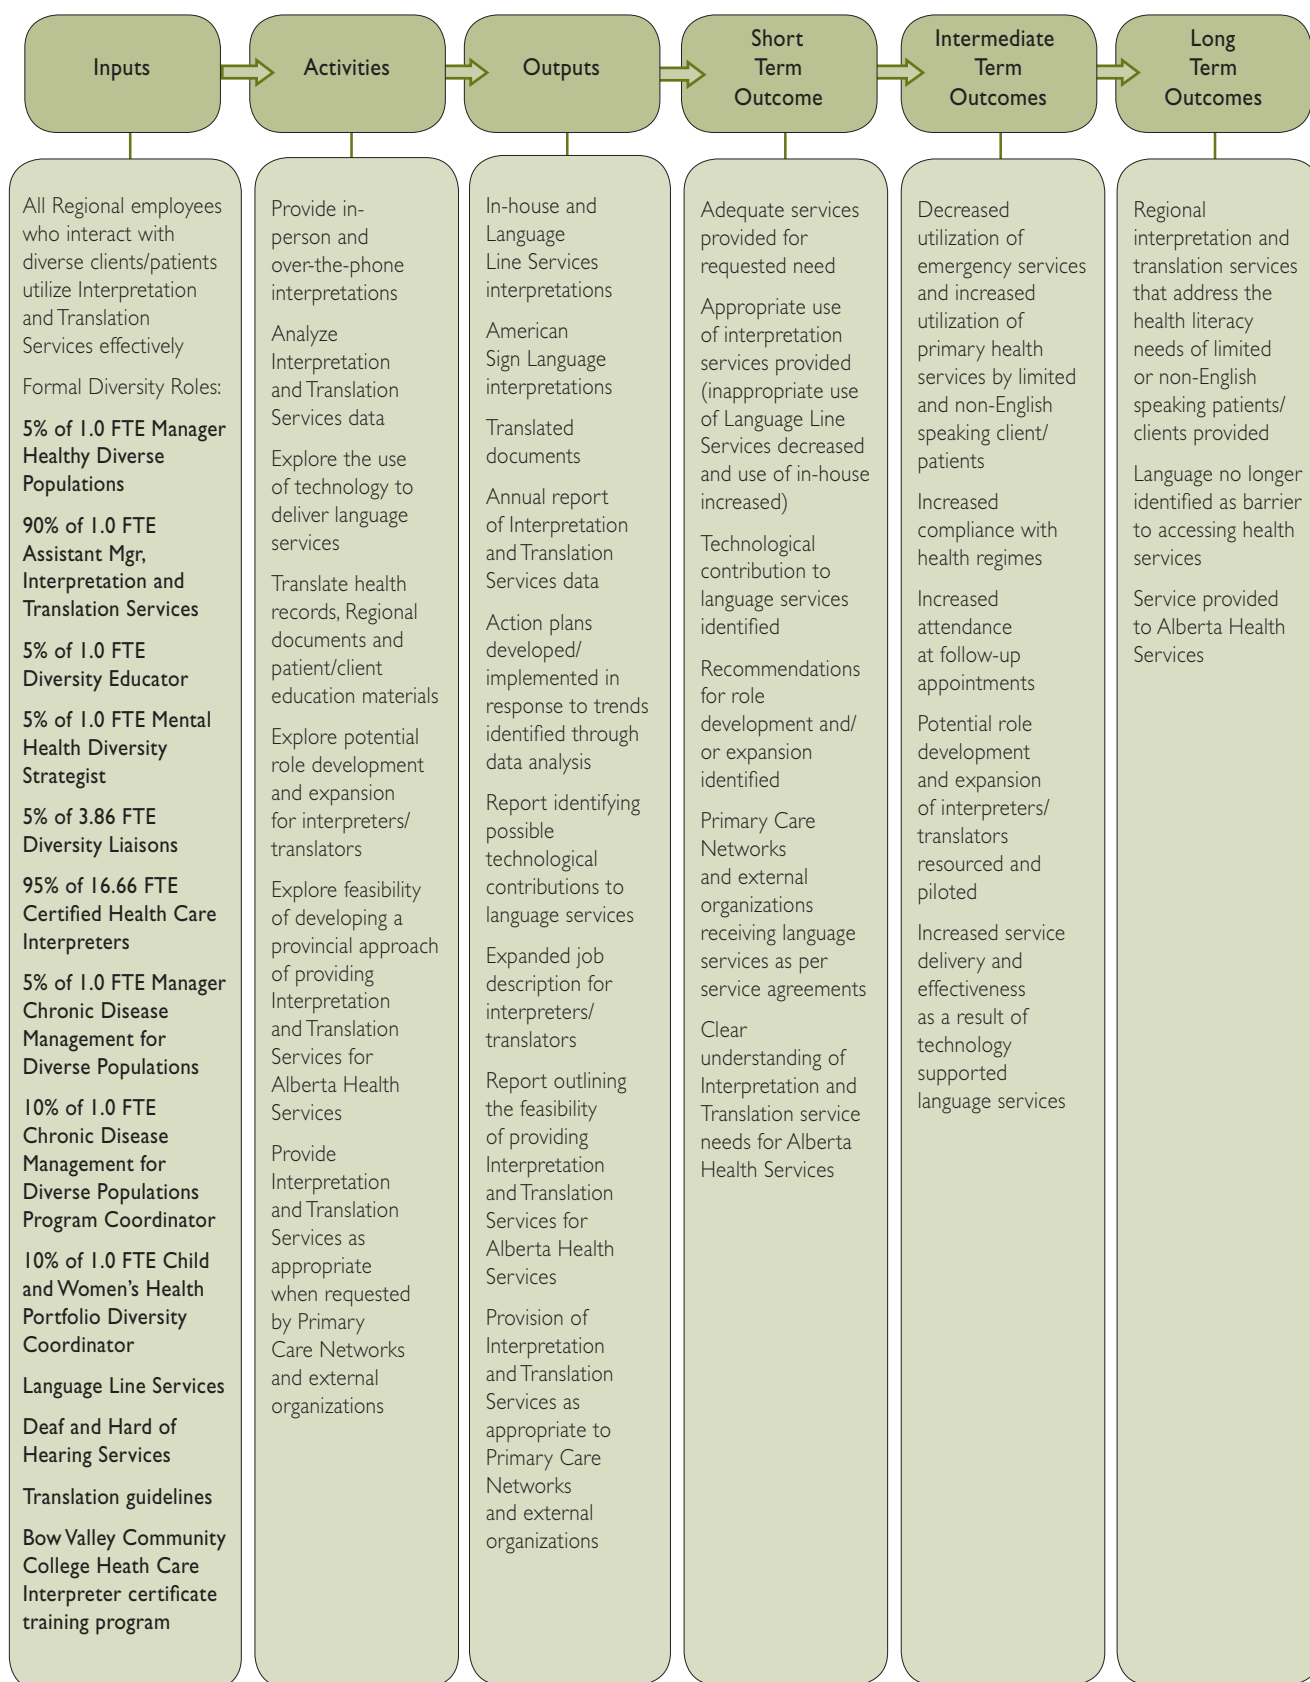 Inputs
Activities
Outputs
Short
Term
Outcome
Intermediate
Term
Outcomes
Long
Term
Outcomes
All Regional employees
who interact with
diverse clients/patients
utilize Interpretation
and Translation
Services effectively
Formal Diversity Roles:
5% of 1.0 FTE Manager
Healthy Diverse
Populations
90% of 1.0 FTE
Assistant Mgr,
Interpretation and
Translation Services
5% of 1.0 FTE
Diversity Educator
5% of 1.0 FTE Mental
Health Diversity
Strategist
5% of 3.86 FTE
Diversity Liaisons
95% of 16.66 FTE
Certified Health Care
Interpreters
5% of 1.0 FTE Manager
Chronic Disease
Management for
Diverse Populations
10% of 1.0 FTE
Chronic Disease
Management for
Diverse Populations
Program Coordinator
10% of 1.0 FTE Child
and Women's Health
Portfolio Diversity
Coordinator
Language Line Services
Deaf and Hard of
Hearing Services
Translation guidelines
Bow Valley Community
College Heath Care
Interpreter certificate
training program
Provide in-
person and
over-the-phone
interpretations
Analyze
Interpretation
and Translation
Services data
Explore the use
of technology to
deliver language
services
Translate health
records, Regional
documents and
patient/client
education materials
Explore potential
role development
and expansion
for interpreters/
translators
Explore feasibility
of developing a
provincial approach
of providing
Interpretation
and Translation
Services for
Alberta Health
Services
Provide
Interpretation
and Translation
Services as
appropriate
when requested
by Primary
Care Networks
and external
organizations
In-house and
Language
Line Services
interpretations
American
Sign Language
interpretations
Translated
documents
Annual report
of Interpretation
and Translation
Services data
Action plans
developed/
implemented in
response to trends
identified through
data analysis
Report identifying
possible
technological
contributions to
language services
Expanded job
description for
interpreters/
translators
Report outlining
the feasibility
of providing
Interpretation
and Translation
Services for
Alberta Health
Services
Provision of
Interpretation
and Translation
Services as
appropriate to
Primary Care
Networks
and external
organizations
Adequate services
provided for
requested need
Appropriate use
of interpretation
services provided
(inappropriate use
of Language Line
Services decreased
and use of in-house
increased)
Technological
contribution to
language services
identified
Recommendations
for role
development and/
or expansion
identified
Primary Care
Networks
and external
organizations
receiving language
services as per
service agreements
Clear
understanding of
Interpretation and
Translation service
needs for Alberta
Health Services
Decreased
utilization of
emergency services
and increased
utilization of
primary health
services by limited
and non-English
speaking client/
patients
Increased
compliance with
health regimes
Increased
attendance
at follow-up
appointments
Potential role
development
and expansion
of interpreters/
translators
resourced and
piloted
Increased service
delivery and
effectiveness
as a result of
technology
supported
language services
Regional
interpretation and
translation services
that address the
health literacy
needs of limited
or non-English
speaking patients/
clients provided
Language no longer
identified as barrier
to accessing health
services
Service provided
to Alberta Health
Services